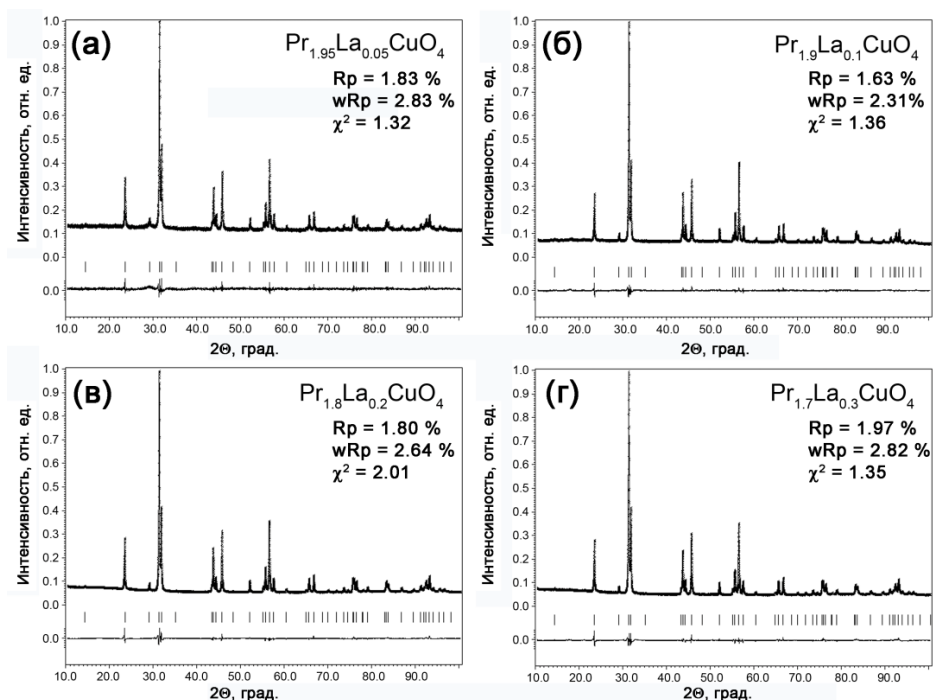 (а)
Pr1.95La0.05CuO4
Rp = 1.83 %
wRp = 2.83 %
χ2 = 1.32
Интенсивность, отн. ед.
1.0
0.9
0.8
0.7
0.6
0.5
0.4
0.3
0.2
0.1
0.0
0.0
10.0 20.0 30.0 40.0 50.0 60.0 70.0 80.0 90.0
2Θ, град.
(б)
Pr1.9La0.1CuO4
Rp = 1.63 %
wRp = 2.31%
χ2 = 1.36
Интенсивность, отн. ед.
1.0
0.9
0.8
0.7
0.6
0.5
0.4
0.3
0.2
0.1
0.0
0.0
10.0 20.0 30.0 40.0 50.0 60.0 70.0 80.0 90.0
2Θ, град.
(в)
Pr1.8La0.2CuO4
Rp = 1.80 %
wRp = 2.64 %
χ2 = 2.01
Интенсивность, отн. ед.
1.0
0.9
0.8
0.7
0.6
0.5
0.4
0.3
0.2
0.1
0.0
0.0
10.0 20.0 30.0 40.0 50.0 60.0 70.0 80.0 90.0
2Θ, град.
(г)
Pr1.7La0.3CuO4
Rp = 1.97 %
wRp = 2.82 %
χ2 = 1.35
Интенсивность, отн. ед.
1.0
0.9
0.8
0.7
0.6
0.5
0.4
0.3
0.2
0.1
0.0
0.0
10.0 20.0 30.0 40.0 50.0 60.0 70.0 80.0 90.0
2Θ, град.